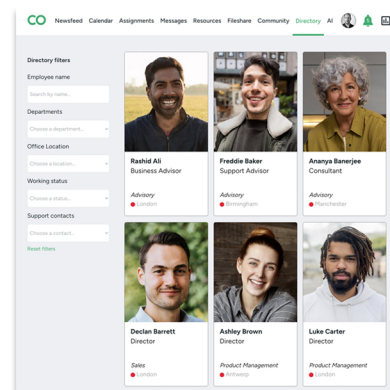 CO Newsfeed Calendar Assignments Messages Resources Fileshare Community Directory AI
Directory filters
Employee name
Search by name...
Departments
Choose a department...
Office Location
Choose a location...
Working status
Choose a status...
Support contacts
Choose a contact...
Reset filters
Rashid Ali
Business Advisor
Advisory
London
Freddie Baker
Support Advisor
Advisory
Birmingham
Ananya Banerjee
Consultant
Advisory
Manchester
Declan Barrett
Director
Sales
London
Ashley Brown
Director
Product Management
Antwerp
Luke Carter
Director
Product Management
London